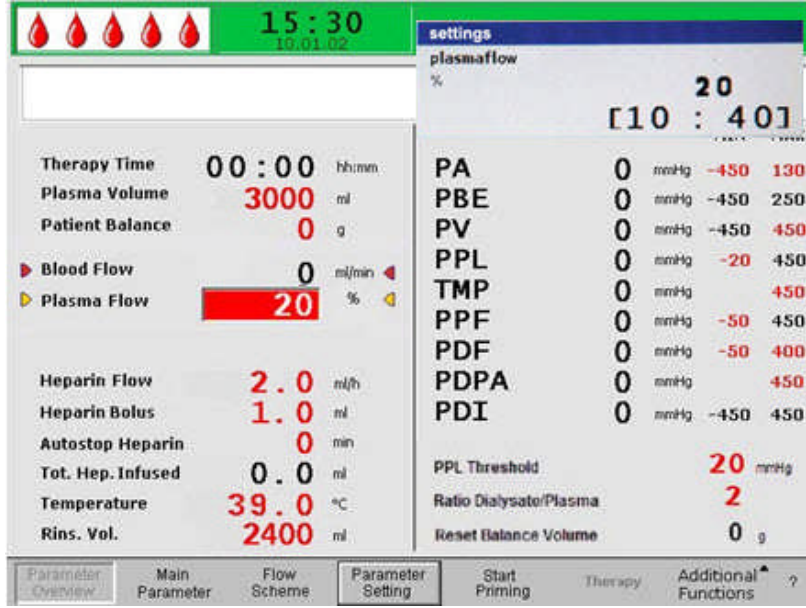 15:30
10.01.02
settings
plasmaflow
%
20
[10 : 40]
Therapy Time 00:00 hh:mm
Plasma Volume 3000 ml
Patient Balance 0 g
Blood Flow 0 ml/min
Plasma Flow 20 %
Heparin Flow 2.0 ml/h
Heparin Bolus 1.0 ml
Autostop Heparin 0 min
Tot. Hep. Infused 0.0 ml
Temperature 39.0 °C
Rins. Vol. 2400 ml
PA 0 mmHg -450 130
PBE 0 mmHg -450 250
PV 0 mmHg -450 450
PPL 0 mmHg -20 450
TMP 0 mmHg 450
PPF 0 mmHg -50 450
PDF 0 mmHg -50 400
PDPA 0 mmHg 450
PDI 0 mmHg -450 450
PPL Threshold 20 mmHg
Ratio Dialysate/Plasma 2
Reset Balance Volume 0 g
Parameter Overview
Main Parameter
Flow Scheme
Parameter Setting
Start Priming
Therapy
Additional Functions
?